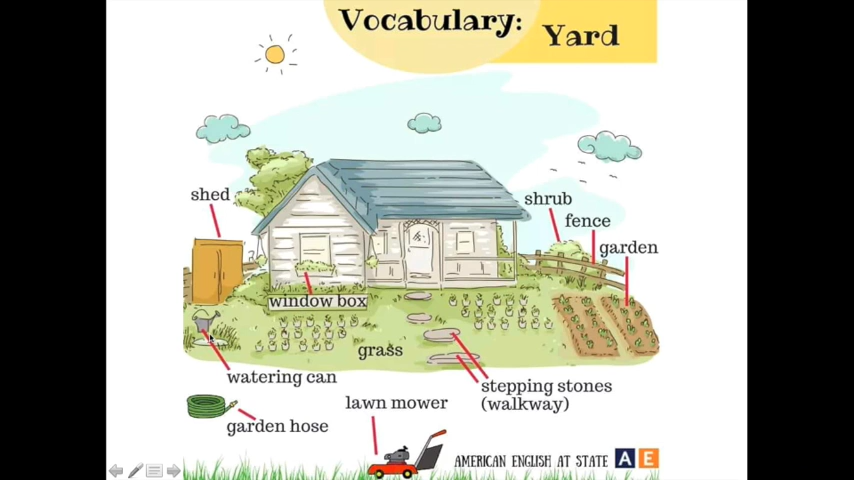 Vocabulary:
Yard
shed
shrub
fence
garden
window box
grass
watering can
stepping stones
(walkway)
lawn mower
garden hose
AMERICAN ENGLISH AT STATE A E